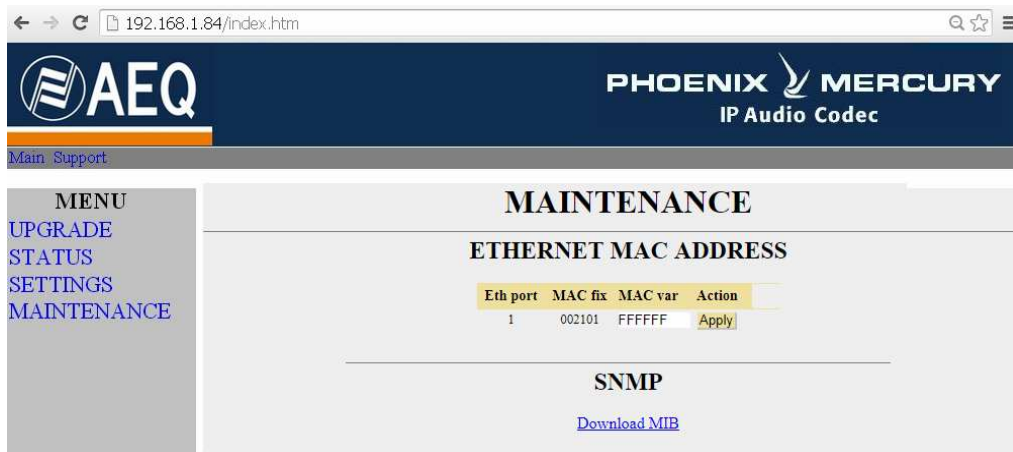 192.168.1.84/index.htm
AEQ
PHOENIX MERCURY
IP Audio Codec
Main Support
MENU
UPGRADE
STATUS
SETTINGS
MAINTENANCE
MAINTENANCE
ETHERNET MAC ADDRESS
Eth port MAC fix MAC var Action
1 002101 FFFFFF Apply
SNMP
Download MIB